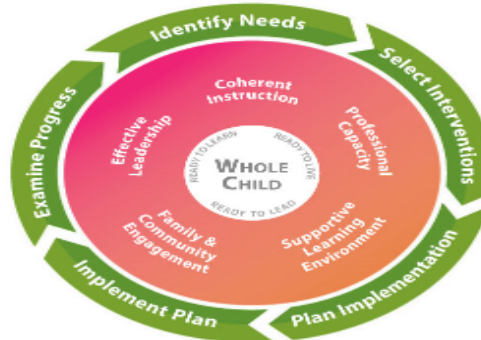 Identify Needs
Select Interventions
Plan Implementation
Implement Plan
Examine Progress
Coherent
Instruction
Professional
Capacity
Supportive
Learning
Environment
Family &
Community
Engagement
Effective
Leadership
READY TO LEARN
READY TO LIVE
READY TO LEAD
WHOLE
CHILD